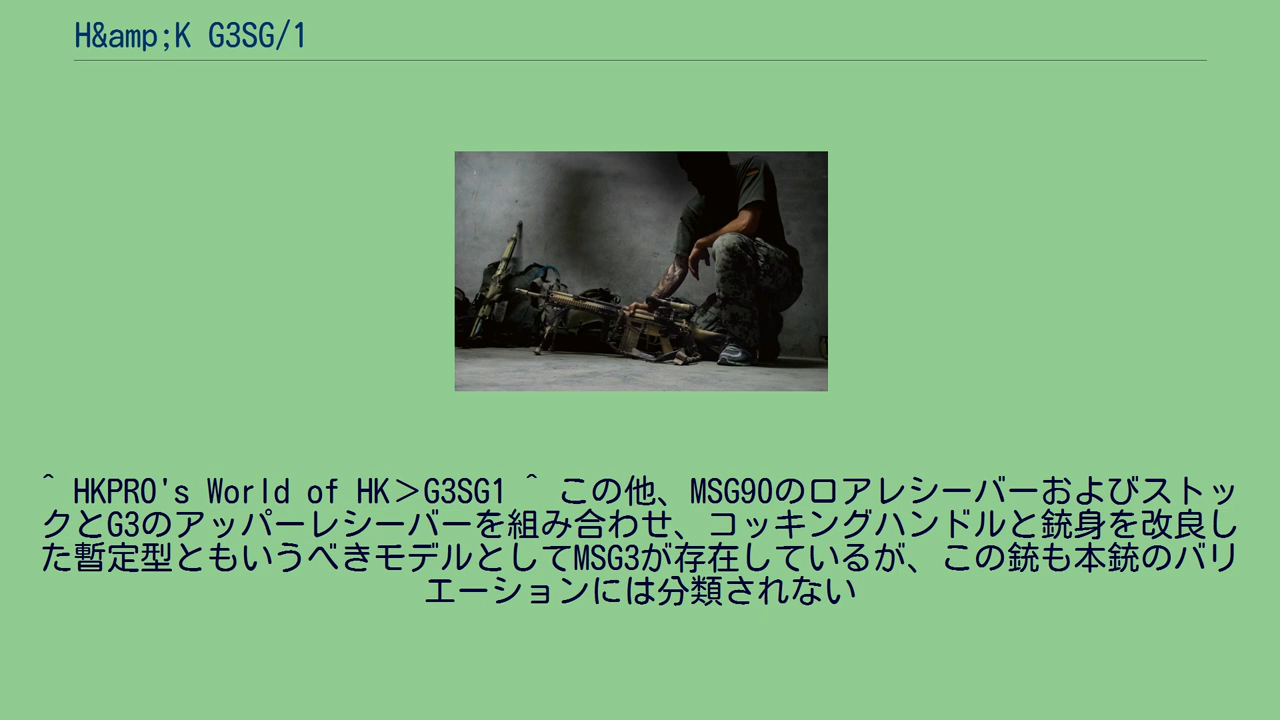 H&amp;K G3SG/1
^ HKPRO's World of HK＞G3SG1 ^ この他、MSG90のロアレシーバーおよびストッ
クとG3のアッパーレシーバーを組み合わせ、コッキングハンドルと銃身を改良し
た暫定型ともいうべきモデルとしてMSG3が存在しているが、この銃も本銃のバリ
エーションには分類されない